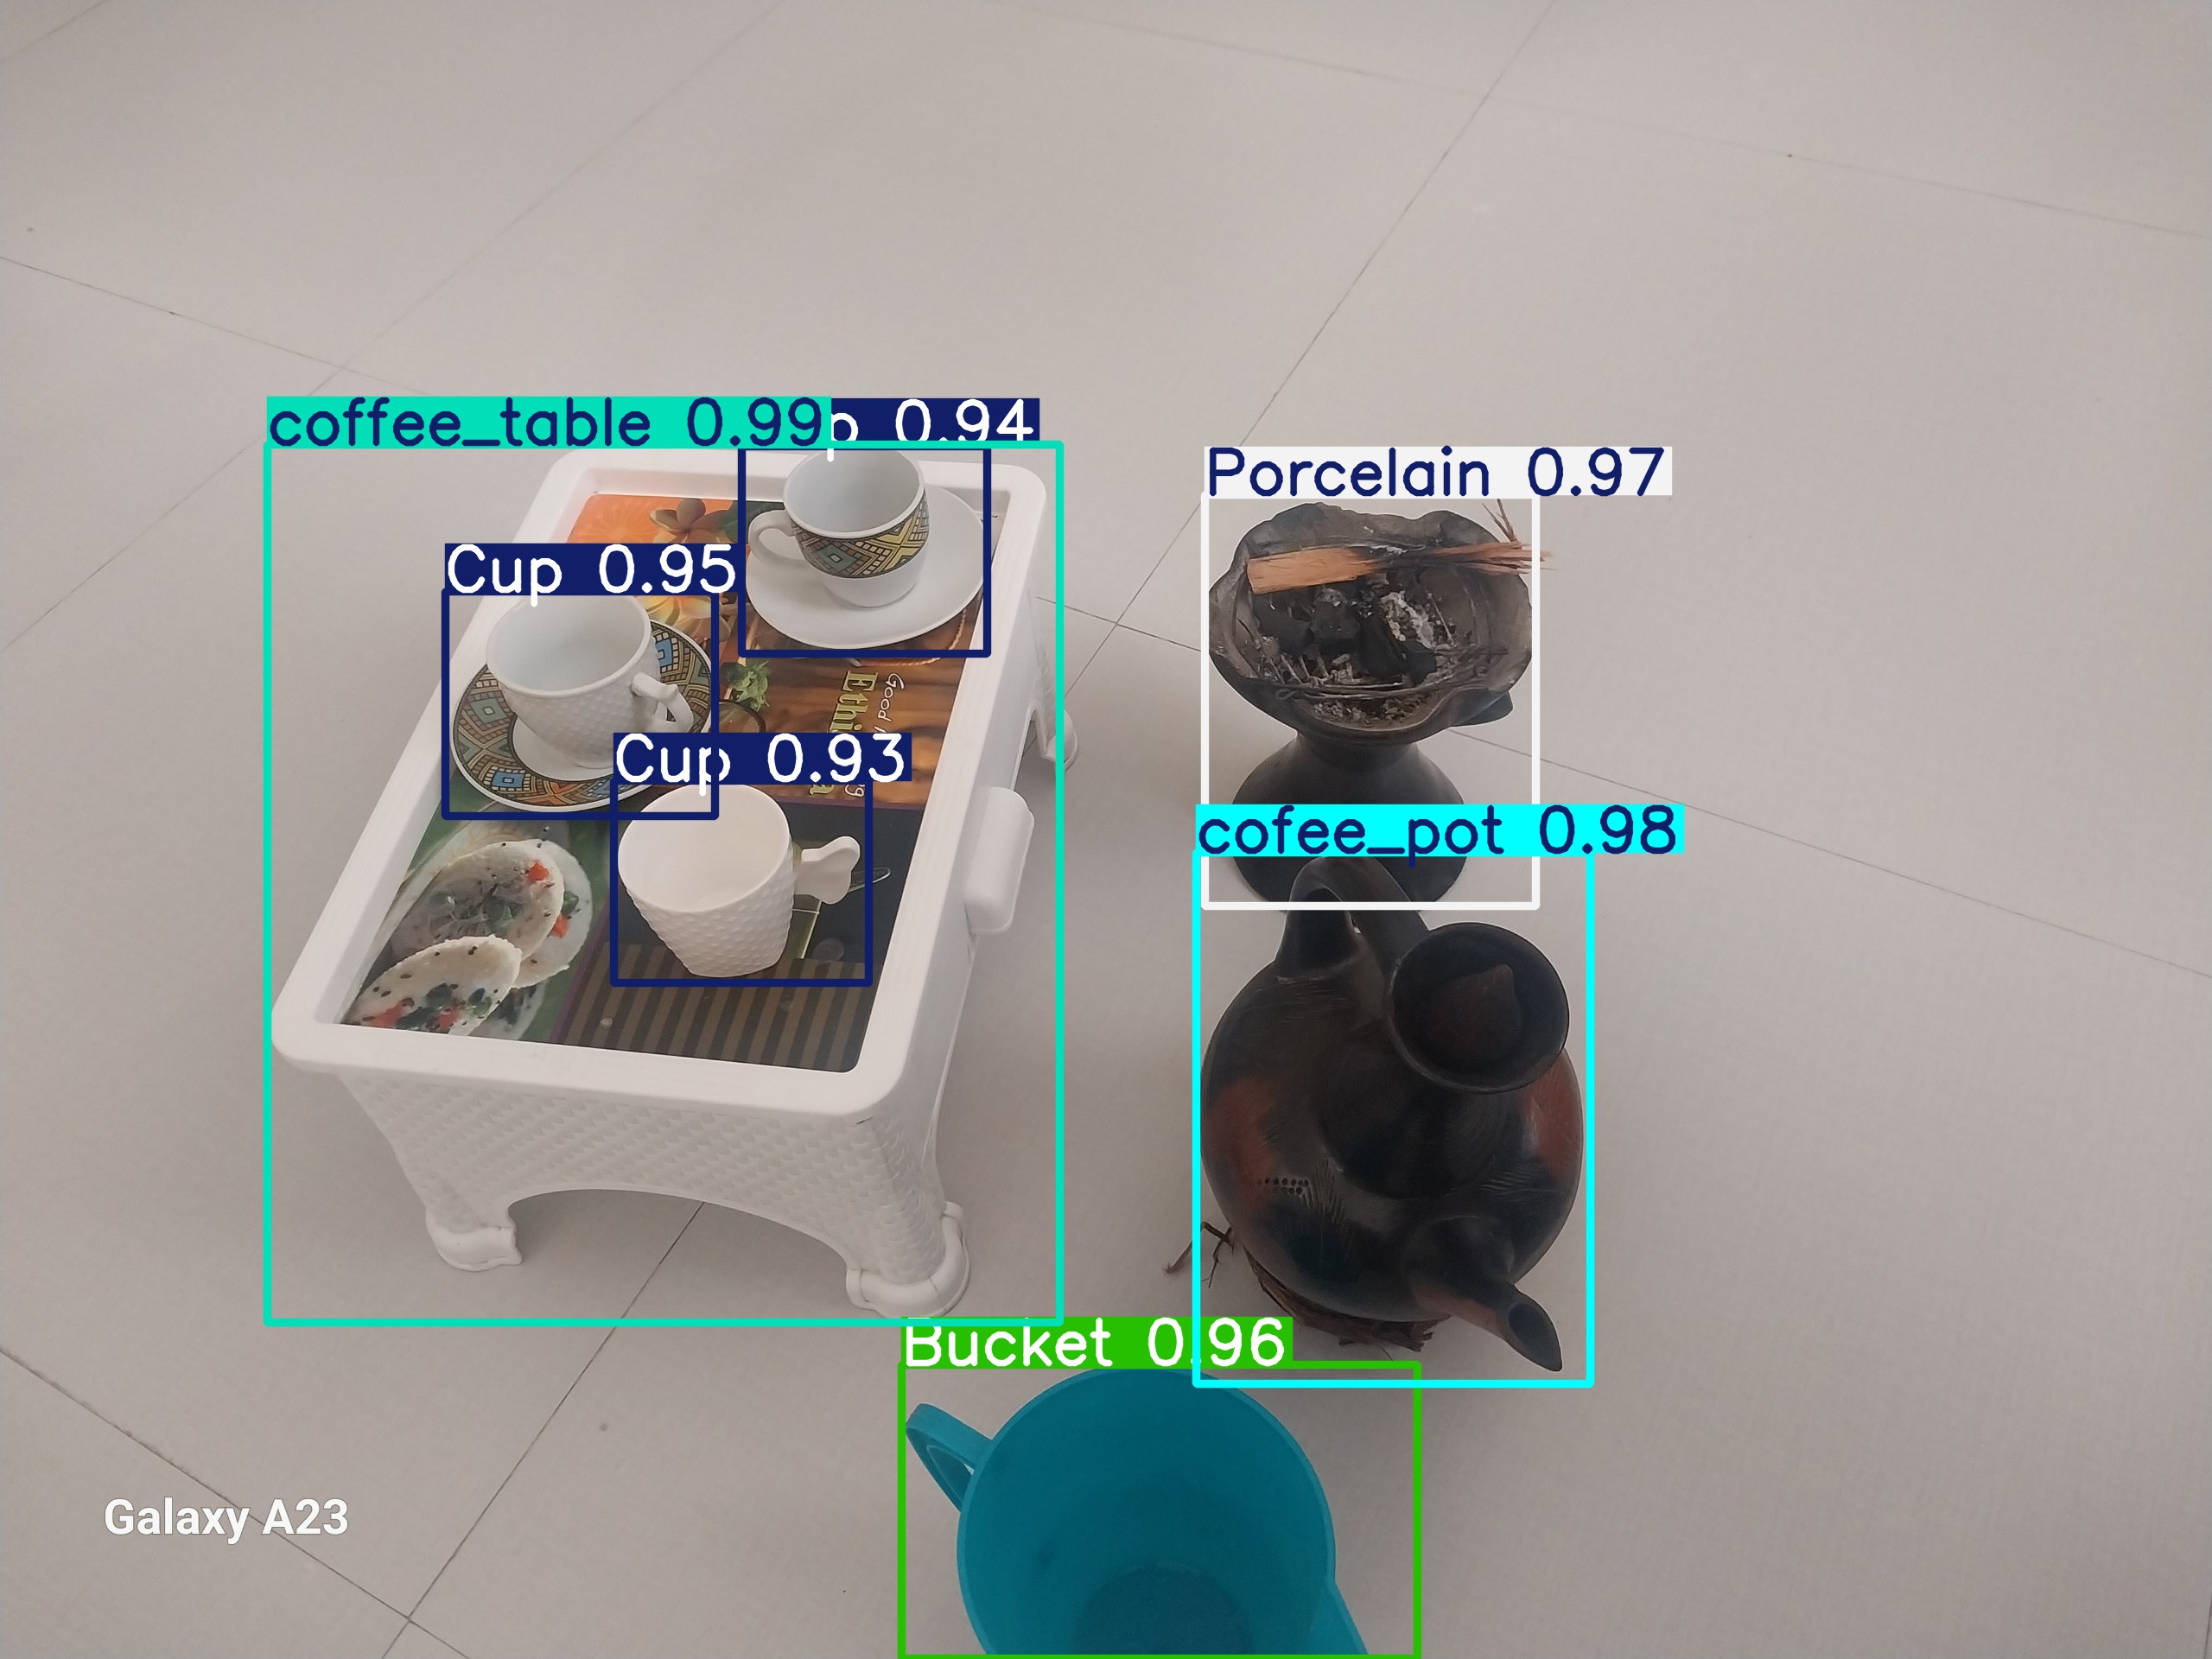 coffee_table 0.99
p 0.94
Cup 0.95
Cup 0.93
Good
Porcelain 0.97
cofee_pot 0.98
Bucket 0.96
Galaxy A23